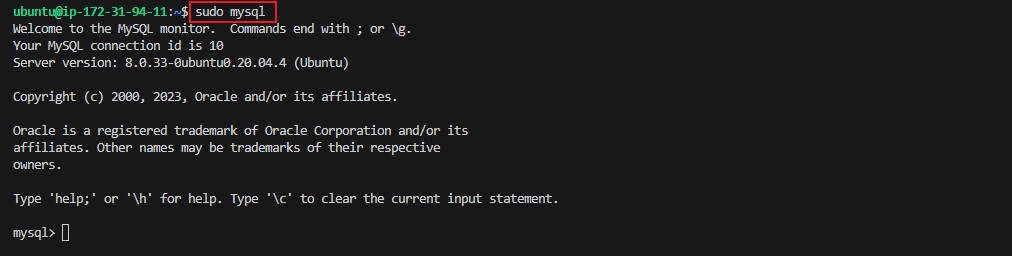 ubuntu@ip-172-31-94-11:~$ sudo mysql
Welcome to the MySQL monitor.  Commands end with ; or \g.
Your MySQL connection id is 10
Server version: 8.0.33-0ubuntu0.20.04.4 (Ubuntu)
Copyright (c) 2000, 2023, Oracle and/or its affiliates.
Oracle is a registered trademark of Oracle Corporation and/or its
affiliates. Other names may be trademarks of their respective
owners.
Type 'help;' or '\h' for help. Type '\c' to clear the current input statement.
mysql>